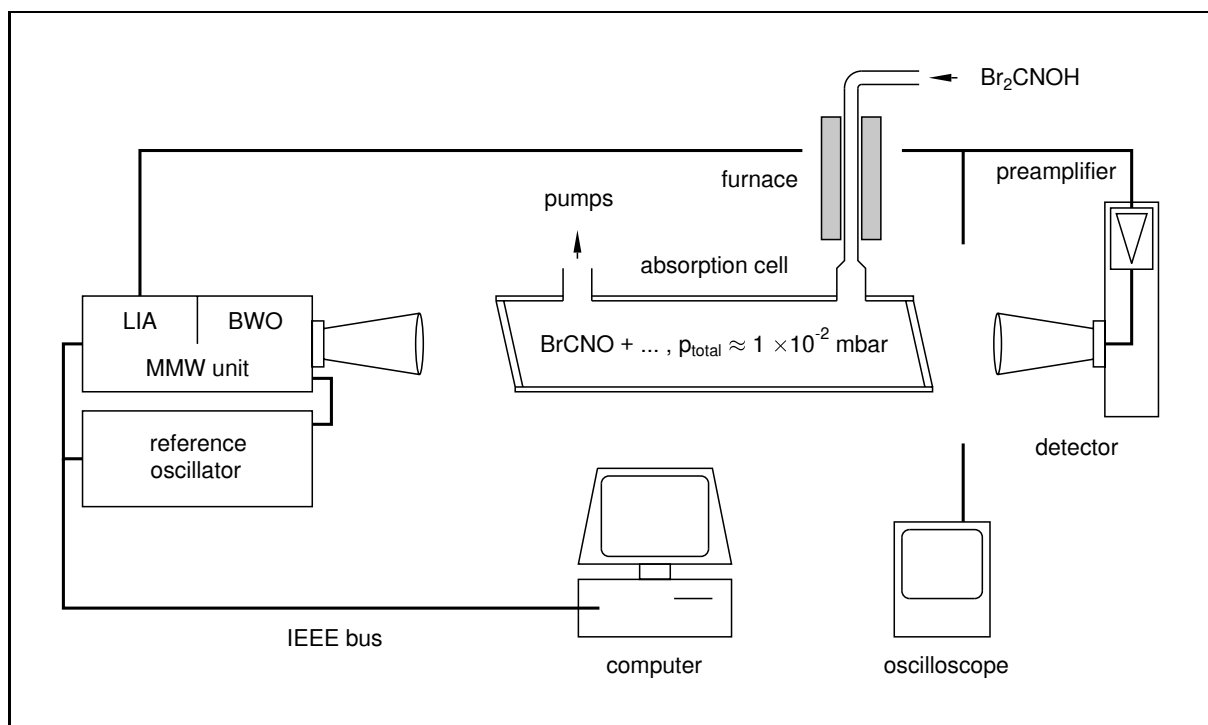 Br₂CNOH
furnace
preamplifier
pumps
absorption cell
LIA
BWO
MMW unit
BrCNO + ... , pₜₒₜₐₗ ≈ 1 ×10⁻² mbar
reference
oscillator
detector
IEEE bus
computer
oscilloscope